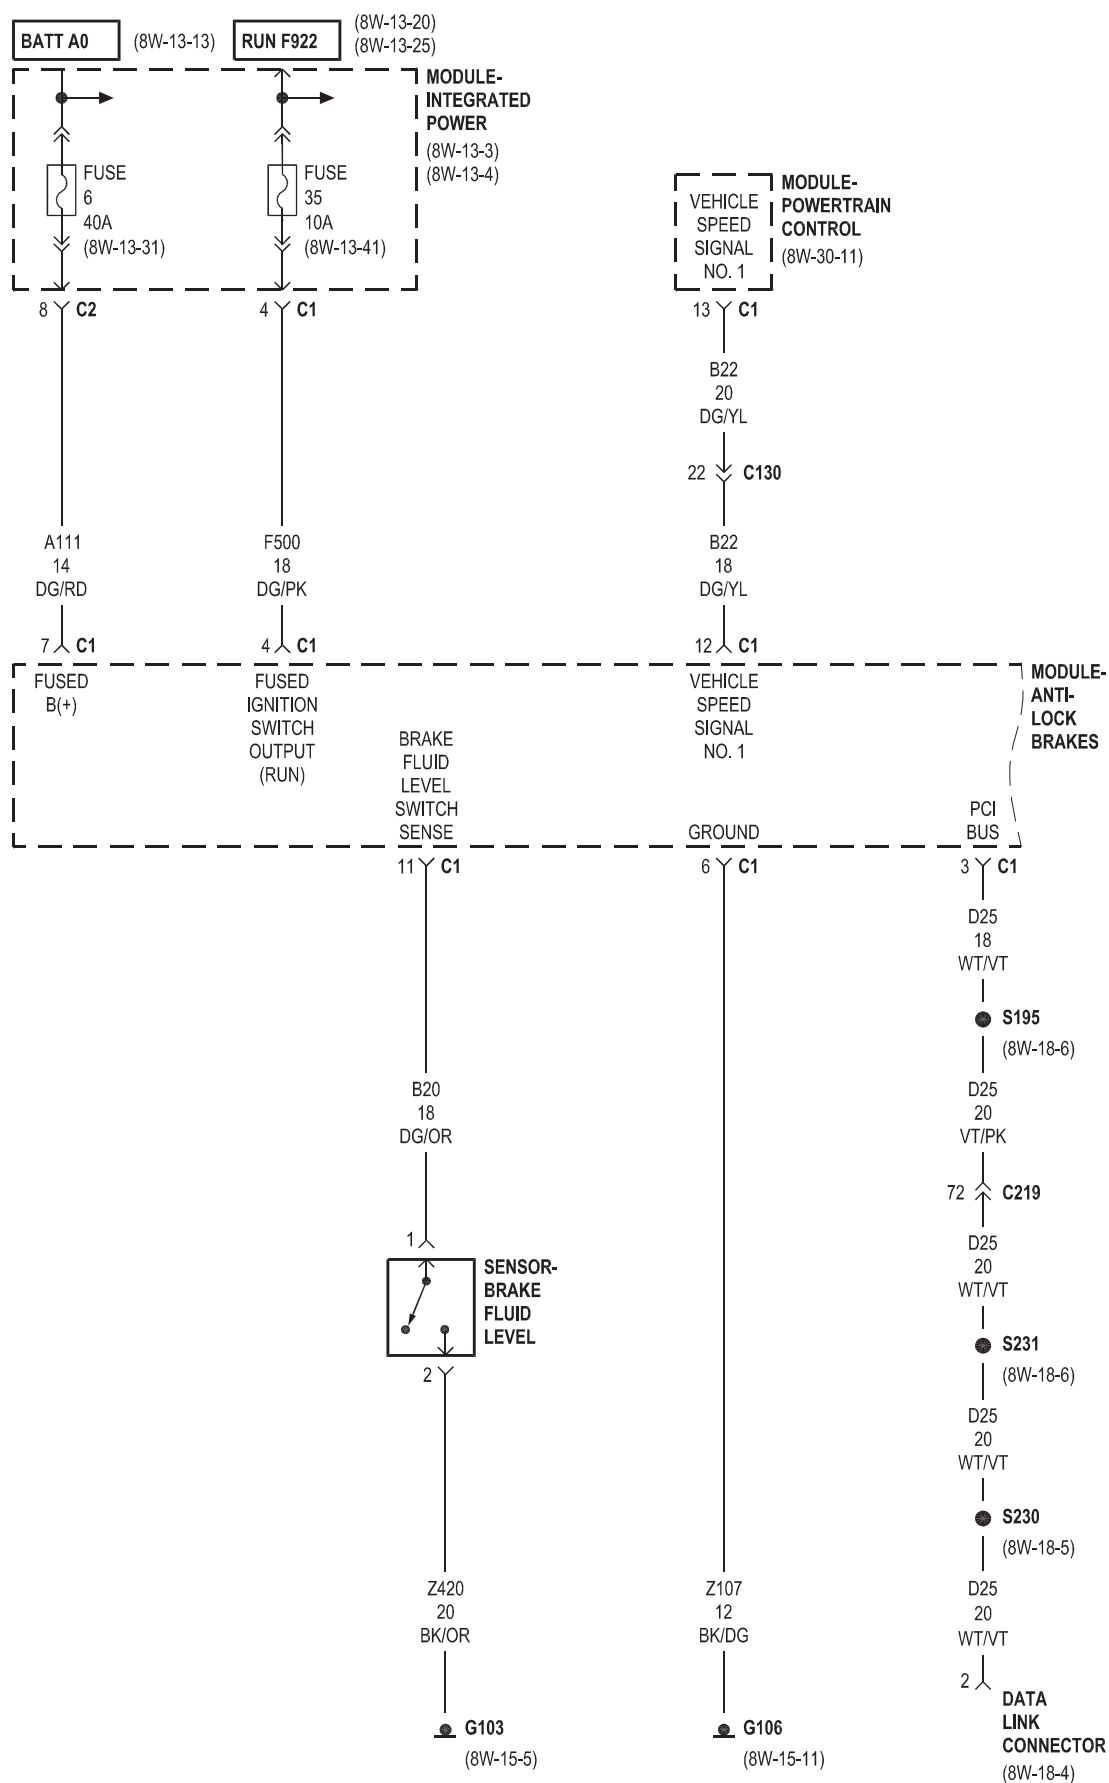 BATT A0
(8W-13-13)
RUN F922
(8W-13-20)
(8W-13-25)
MODULE-
INTEGRATED
POWER
(8W-13-3)
(8W-13-4)
FUSE
6
40A
(8W-13-31)
FUSE
35
10A
(8W-13-41)
VEHICLE
SPEED
SIGNAL
NO. 1
MODULE-
POWERTRAIN
CONTROL
(8W-30-11)
8 C2
4 C1
13 C1
B22
20
DG/YL
22 C130
A111
14
DG/RD
F500
18
DG/PK
B22
18
DG/YL
7 C1
4 C1
12 C1
FUSED
B(+)
FUSED
IGNITION
SWITCH
OUTPUT
(RUN)
BRAKE
FLUID
LEVEL
SWITCH
SENSE
VEHICLE
SPEED
SIGNAL
NO. 1
GROUND
PCI
BUS
MODULE-
ANTI-
LOCK
BRAKES
11 C1
6 C1
3 C1
D25
18
WT/VT
S195
(8W-18-6)
B20
18
DG/OR
D25
20
VT/PK
72 C219
1
SENSOR-
BRAKE
FLUID
LEVEL
2
D25
20
WT/VT
S231
(8W-18-6)
D25
20
WT/VT
S230
(8W-18-5)
Z420
20
BK/OR
Z107
12
BK/DG
D25
20
WT/VT
2
G103
(8W-15-5)
G106
(8W-15-11)
DATA
LINK
CONNECTOR
(8W-18-4)